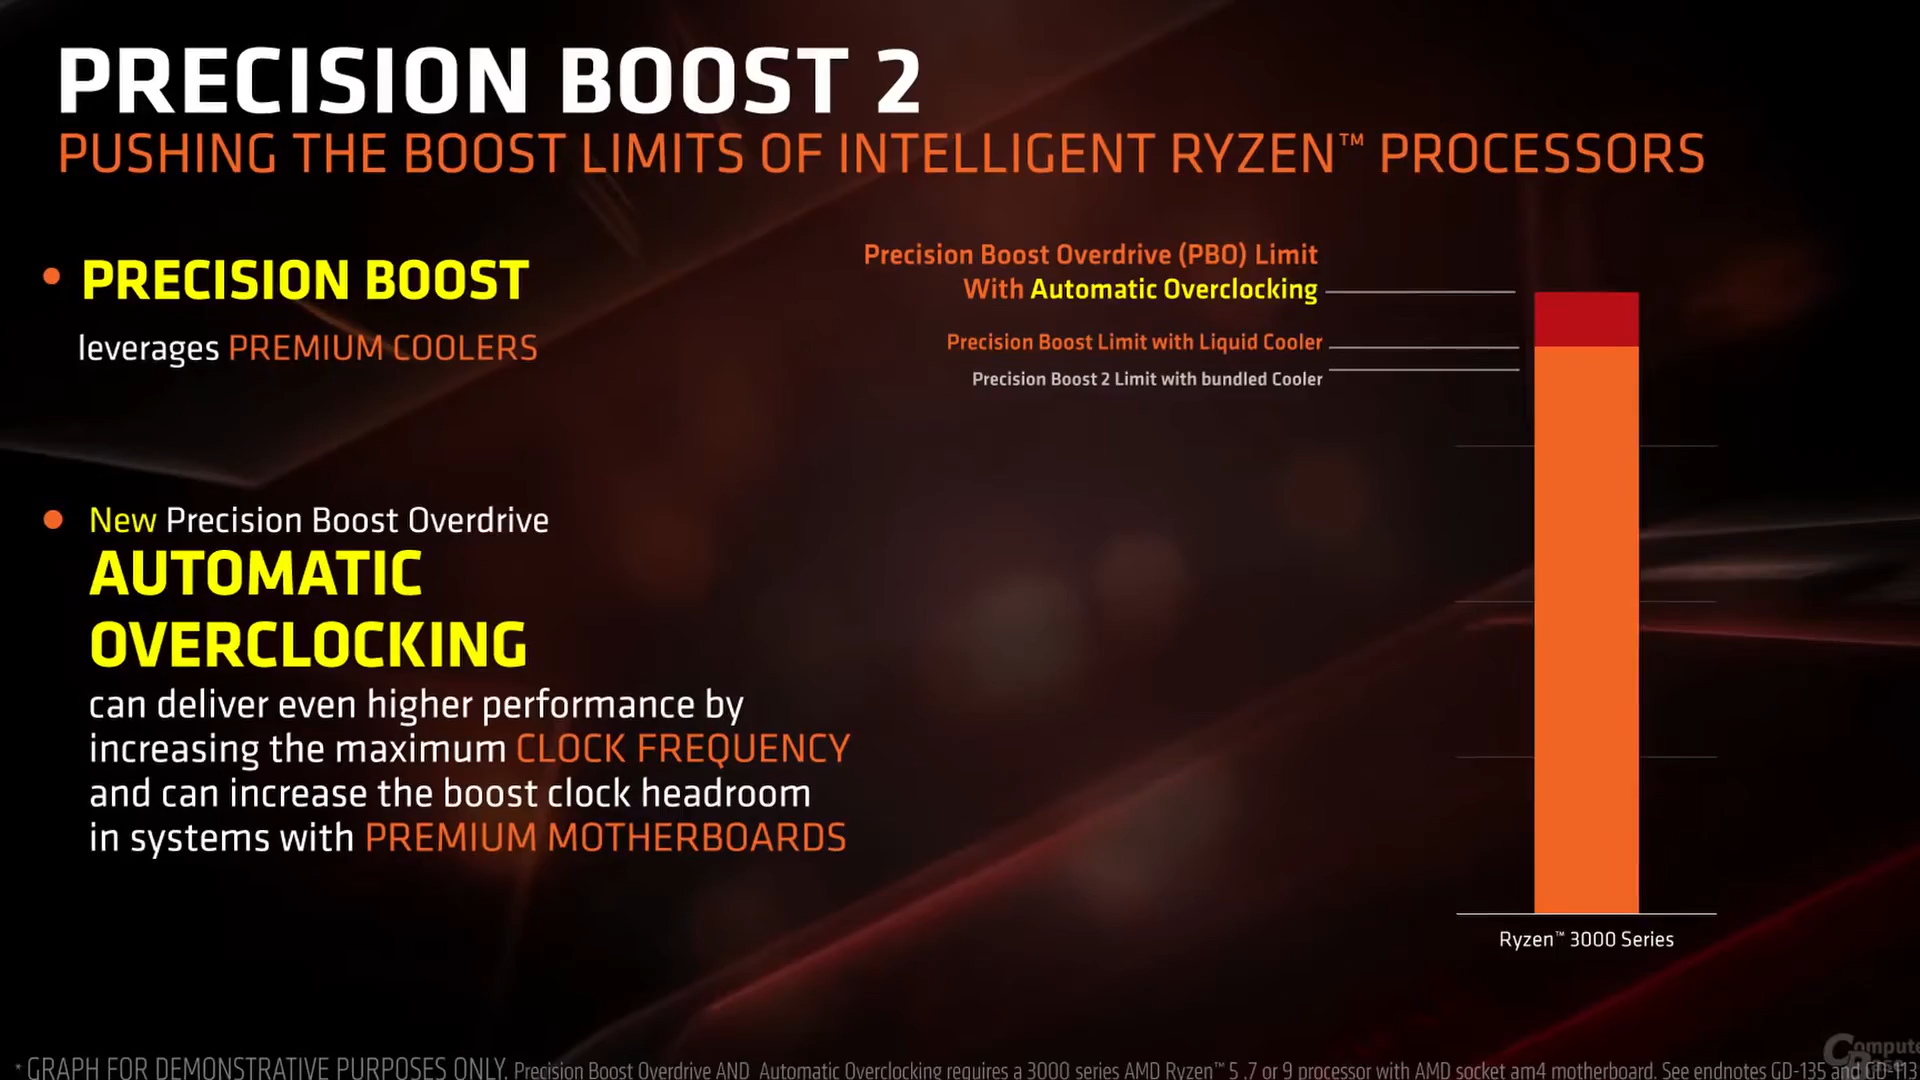 PRECISION BOOST 2
PUSHING THE BOOST LIMITS OF INTELLIGENT RYZEN™ PROCESSORS
• PRECISION BOOST
leverages PREMIUM COOLERS
• New Precision Boost Overdrive
AUTOMATIC
OVERCLOCKING
can deliver even higher performance by
increasing the maximum CLOCK FREQUENCY
and can increase the boost clock headroom
in systems with PREMIUM MOTHERBOARDS
Precision Boost Overdrive (PBO) Limit
With Automatic Overclocking
Precision Boost Limit with Liquid Cooler
Precision Boost 2 Limit with bundled Cooler
Ryzen™ 3000 Series
* GRAPH FOR DEMONSTRATIVE PURPOSES ONLY. Precision Boost Overdrive AND Automatic Overclocking requires a 3000 series AMD Ryzen™ 5 ,7 or 9 processor with AMD socket am4 motherboard. See endnotes GD-135 and GD-113